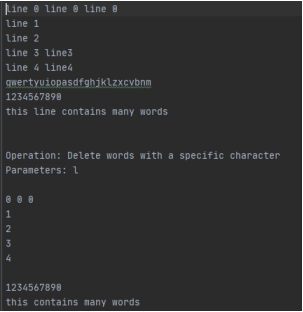 line 0 line 0 line 0
line 1
line 2
line 3 line3
line 4 line4
qwertyuiopasdfghjklzxcvbnm
1234567890
this line contains many words
Operation: Delete words with a specific character
Parameters: l
0 0 0
1
2
3
4
1234567890
this contains many words